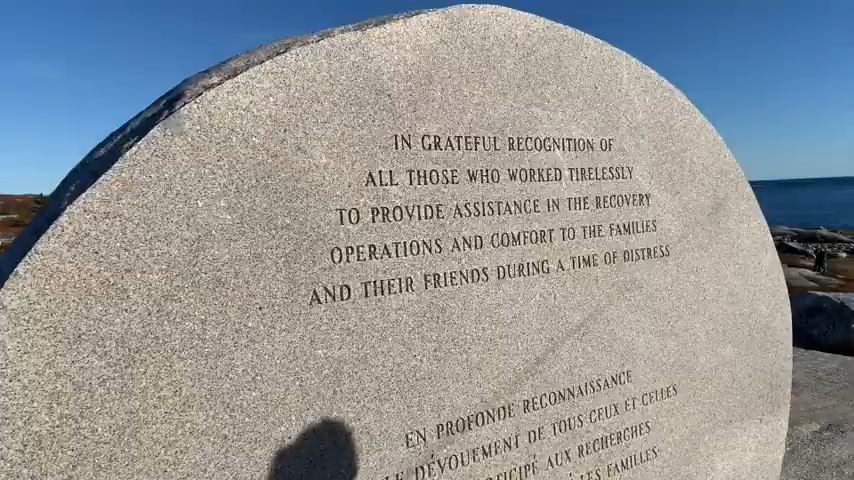 IN GRATEFUL RECOGNITION OF
ALL THOSE WHO WORKED TIRELESSLY
TO PROVIDE ASSISTANCE IN THE RECOVERY
OPERATIONS AND COMFORT TO THE FAMILIES
AND THEIR FRIENDS DURING A TIME OF DISTRESS
EN PROFONDE RECONNAISSANCE
LE DÉVOUEMENT DE TOUS CEUX ET CELLES
AUX RECHERCHES
LES FAMILLES